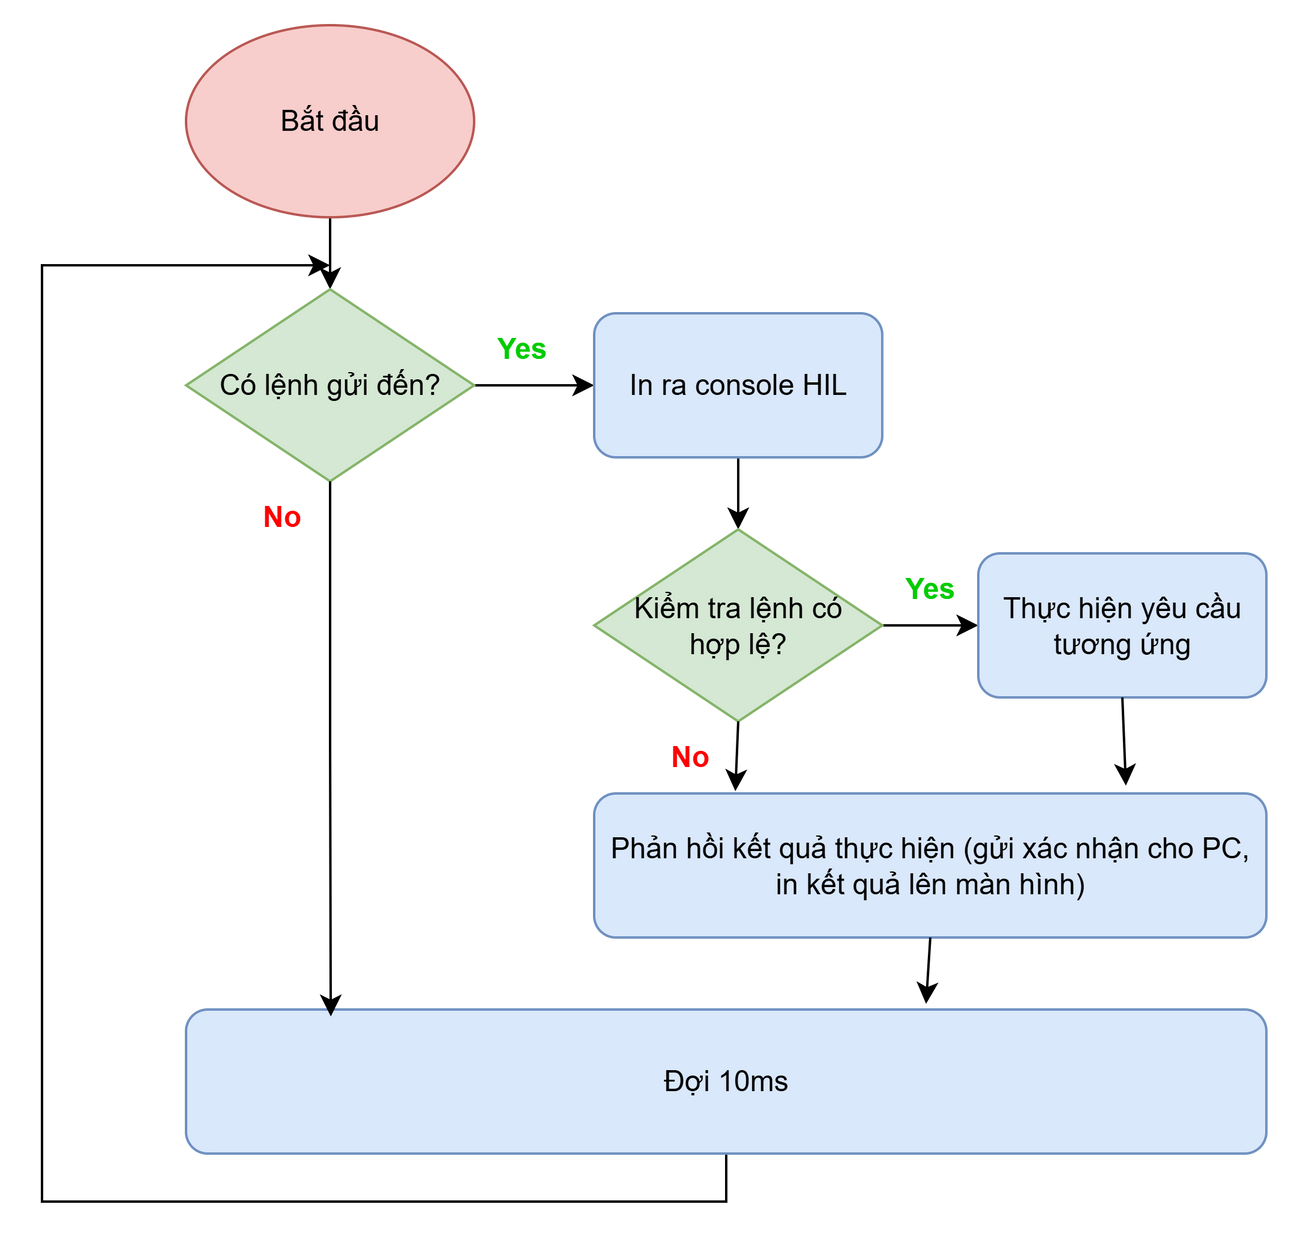 Bắt đầu
Có lệnh gửi đến?
Yes
In ra console HIL
No
Kiểm tra lệnh có
hợp lệ?
Yes
Thực hiện yêu cầu
tương ứng
No
Phản hồi kết quả thực hiện (gửi xác nhận cho PC,
in kết quả lên màn hình)
Đợi 10ms